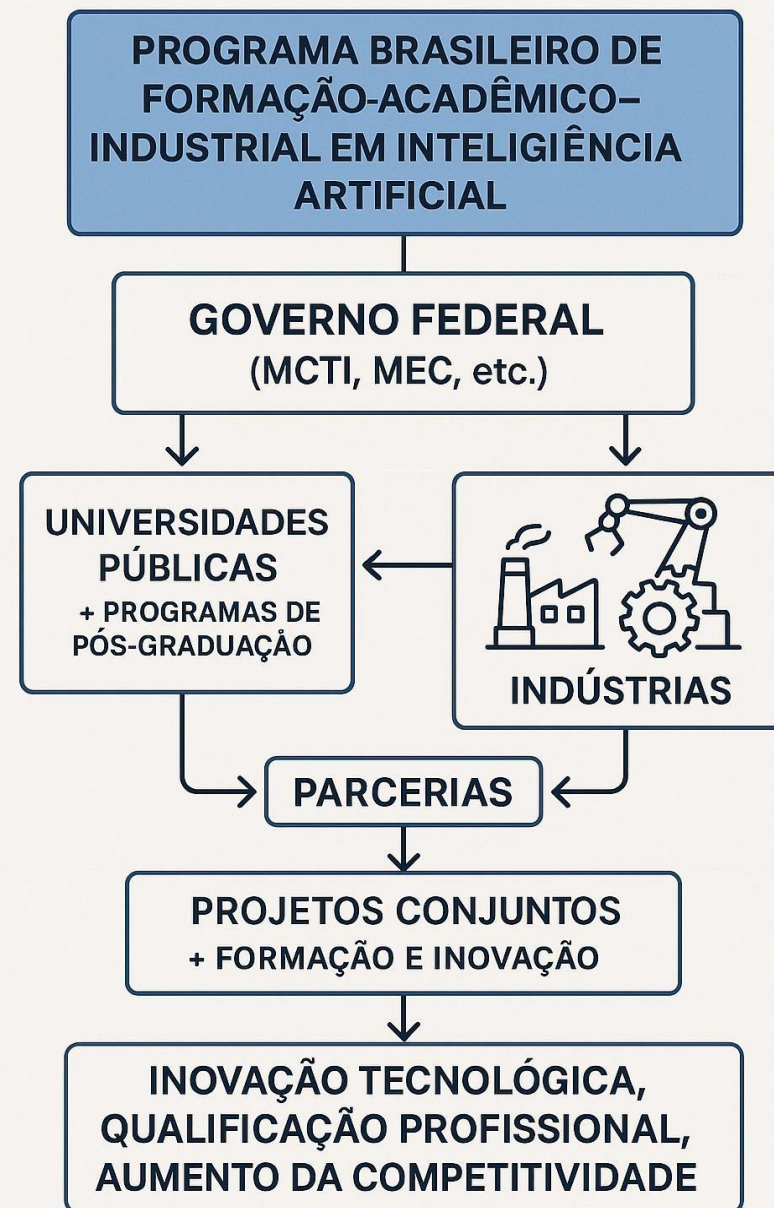 PROGRAMA BRASILEIRO DE
FORMAÇÃO-ACADÊMICO–
INDUSTRIAL EM INTELIGIÊNCIA
ARTIFICIAL
GOVERNO FEDERAL
(MCTI, MEC, etc.)
UNIVERSIDADES
PÚBLICAS
+ PROGRAMAS DE
PÓS-GRADUAÇÃO
INDÚSTRIAS
PARCERIAS
PROJETOS CONJUNTOS
+ FORMAÇÃO E INOVAÇÃO
INOVAÇÃO TECNOLÓGICA,
QUALIFICAÇÃO PROFISSIONAL,
AUMENTO DA COMPETITIVIDADE